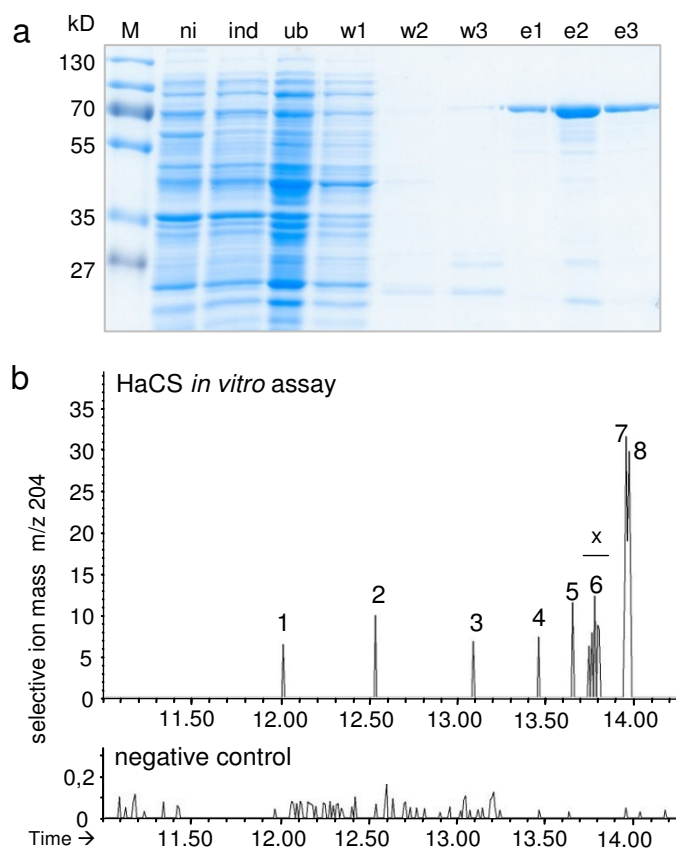 a
kD M ni ind ub w1 w2 w3 e1 e2 e3
130
100
70
55
35
27
b
HaCS in vitro assay
selective ion mass m/z 204
35
30
25
20
15
10
5
0
1 2 3 4 5 6 7 8
x
11.50 12.00 12.50 13.00 13.50 14.00
negative control
0,2
0
Time → 11.50 12.00 12.50 13.00 13.50 14.00